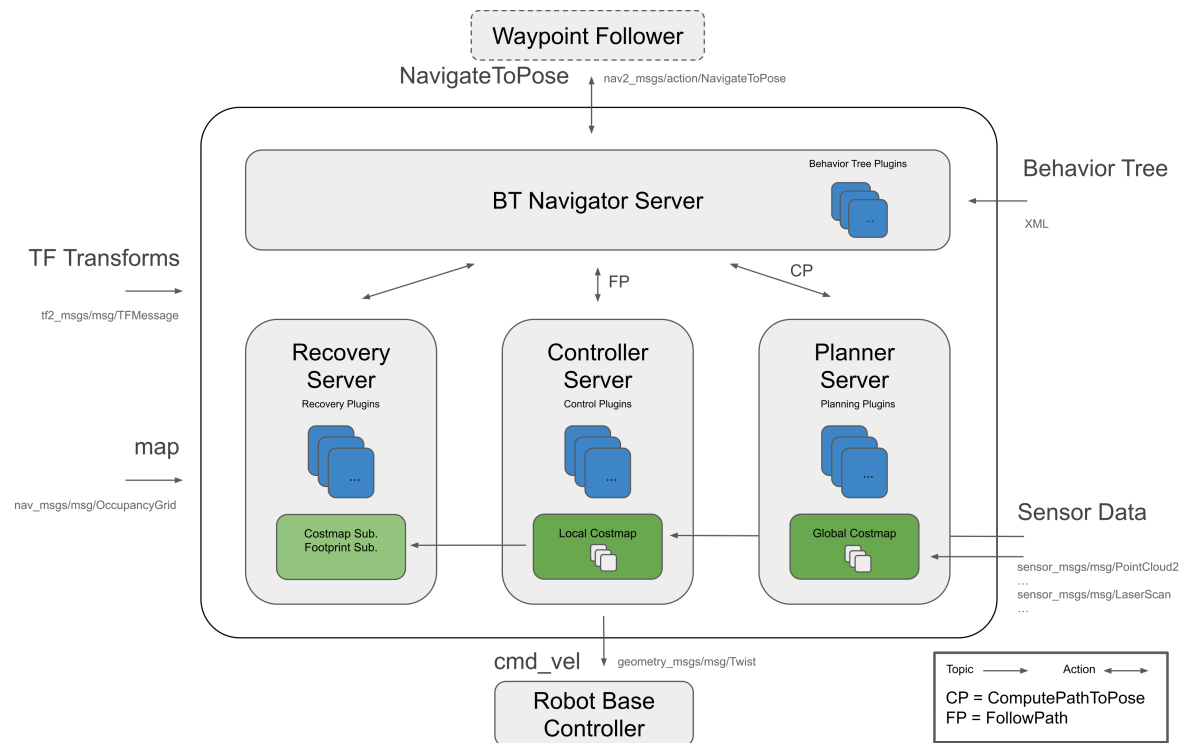 Waypoint Follower
NavigateToPose
nav2_msgs/action/NavigateToPose
Behavior Tree Plugins
BT Navigator Server
...
Behavior Tree
XML
TF Transforms
tf2_msgs/msg/TFMessage
FP
CP
Recovery
Server
Recovery Plugins
...
Controller
Server
Control Plugins
...
Planner
Server
Planning Plugins
...
map
nav_msgs/msg/OccupancyGrid
Costmap Sub.
Footprint Sub.
Local Costmap
Global Costmap
Sensor Data
sensor_msgs/msg/PointCloud2
...
sensor_msgs/msg/LaserScan
...
cmd_vel
geometry_msgs/msg/Twist
Robot Base
Controller
Topic
Action
CP = ComputePathToPose
FP = FollowPath